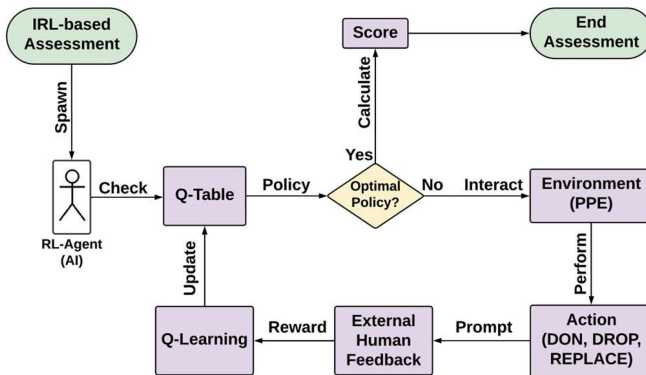 IRL-based
Assessment
Score
End
Assessment
Spawn
Calculate
Yes
RL-Agent
(AI)
Check
Q-Table
Policy
Optimal
Policy?
No
Interact
Environment
(PPE)
Update
Perform
Q-Learning
Reward
External
Human
Feedback
Prompt
Action
(DON, DROP,
REPLACE)